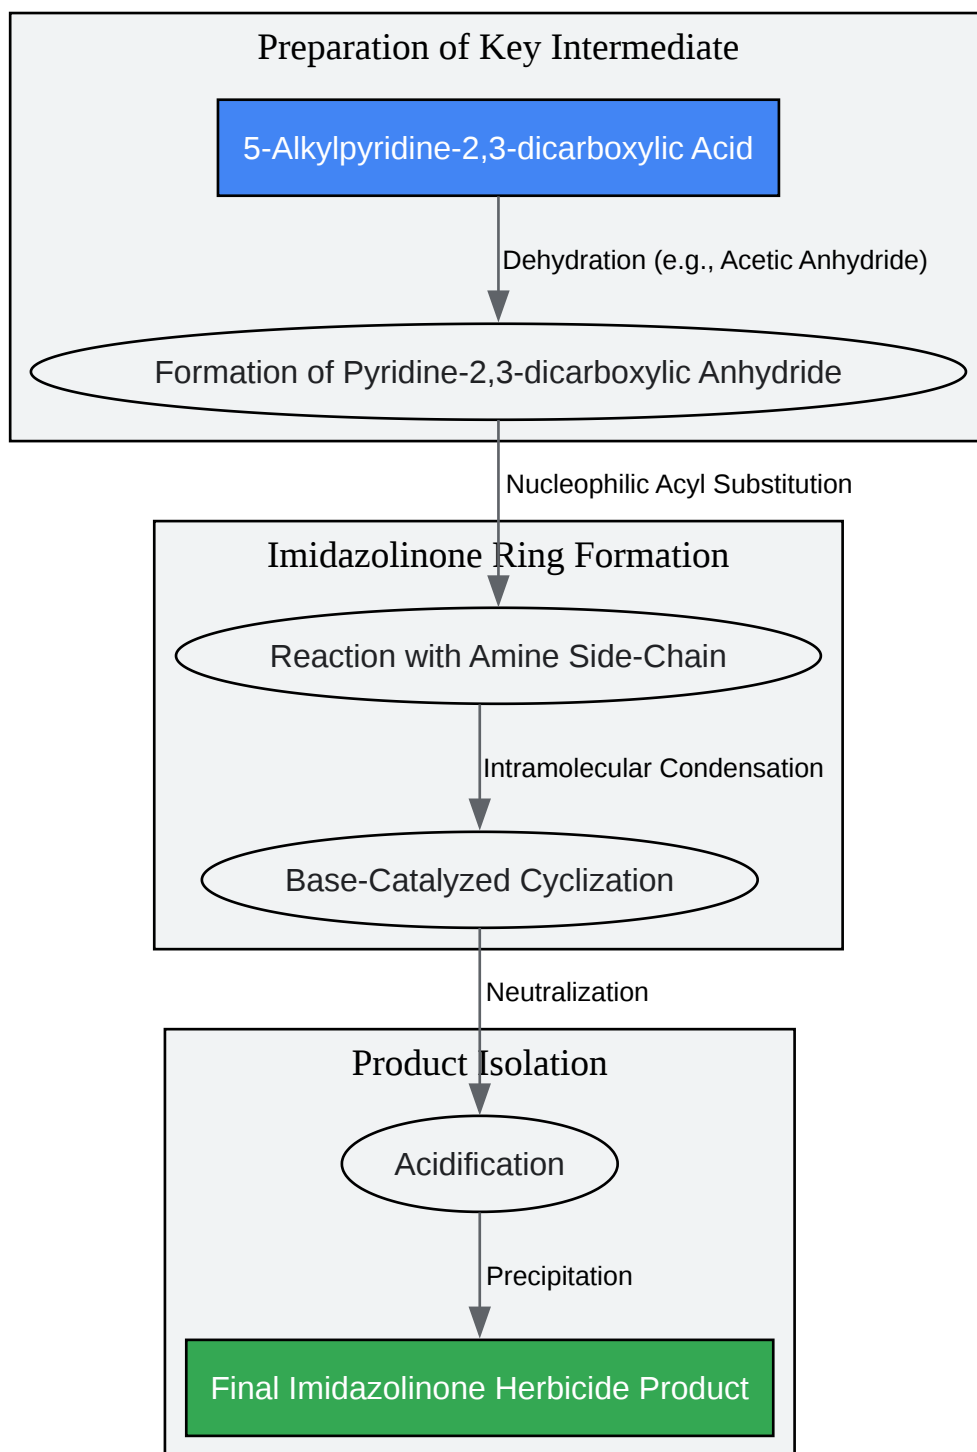 Preparation of Key Intermediate
5-Alkylpyridine-2,3-dicarboxylic Acid
Dehydration (e.g., Acetic Anhydride)
Formation of Pyridine-2,3-dicarboxylic Anhydride
Nucleophilic Acyl Substitution
Imidazolinone Ring Formation
Reaction with Amine Side-Chain
Intramolecular Condensation
Base-Catalyzed Cyclization
Neutralization
Product Isolation
Acidification
Precipitation
Final Imidazolinone Herbicide Product